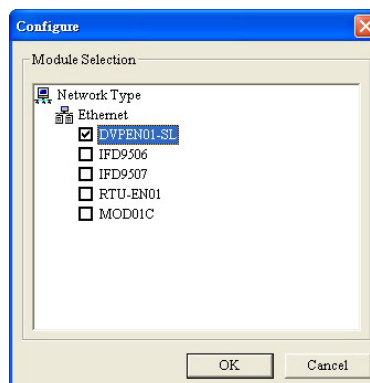 Configure
Module Selection
Network Type
Ethernet
DVPEN01-SL
IFD9506
IFD9507
RTU-EN01
MOD01C
OK Cancel